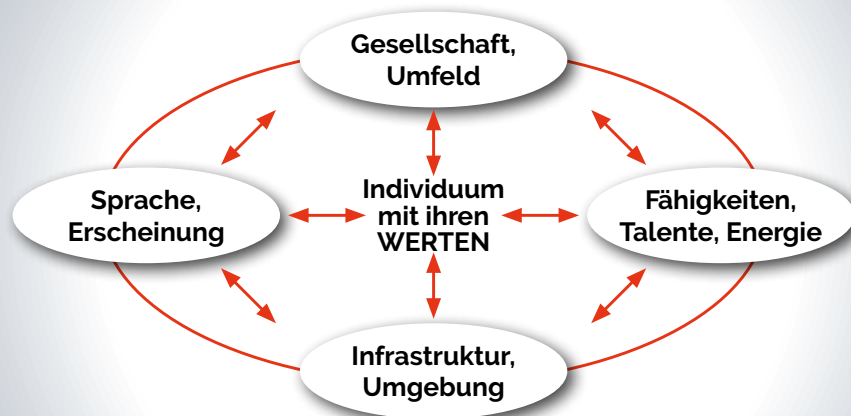 Gesellschaft,
Umfeld
Sprache,
Erscheinung
Individuum
mit ihren
WERTEN
Fähigkeiten,
Talente, Energie
Infrastruktur,
Umgebung